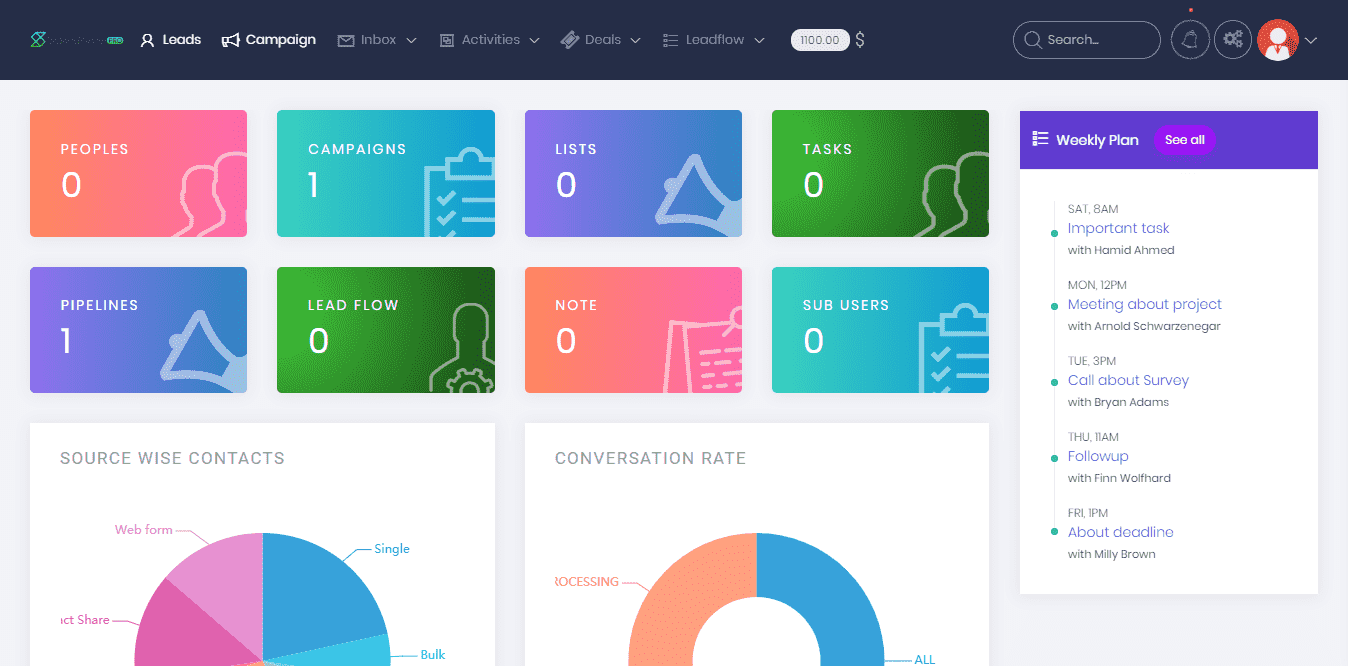 PRO
Leads
Campaign
Inbox
Activities
Deals
Leadflow
1100.00
$
Search...
PEOPLES
0
CAMPAIGNS
1
LISTS
0
TASKS
0
PIPELINES
1
LEAD FLOW
0
NOTE
0
SUB USERS
0
Weekly Plan
See all
SAT, 8AM
Important task
with Hamid Ahmed
MON, 12PM
Meeting about project
with Arnold Schwarzenegar
TUE, 3PM
Call about Survey
with Bryan Adams
THU, 11AM
Followup
with Finn Wolfhard
FRI, 1PM
About deadline
with Milly Brown
SOURCE WISE CONTACTS
Web form
Single
act Share
Bulk
CONVERSATION RATE
ROCESSING
ALL